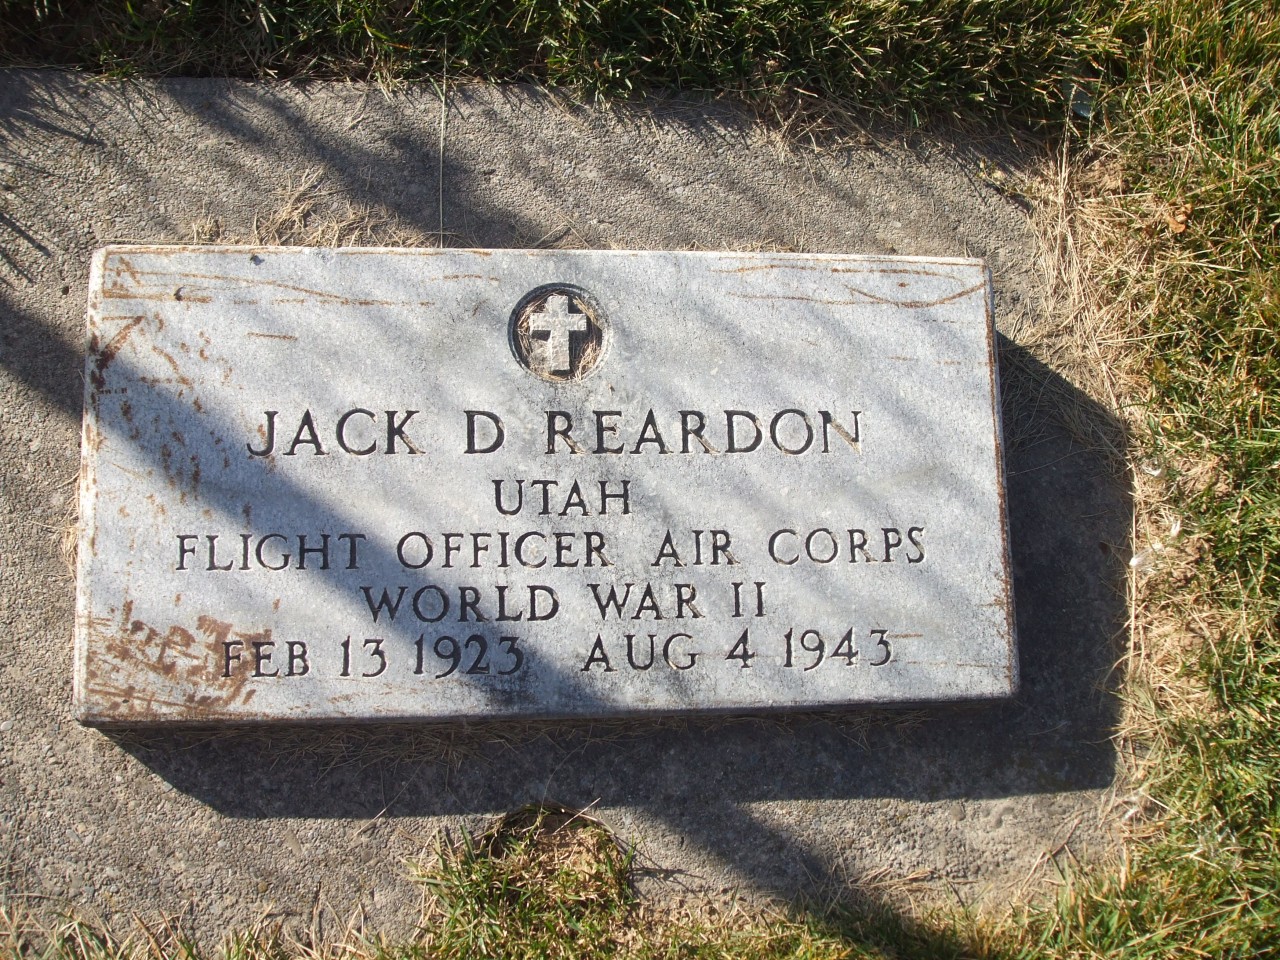 JACK D REARDON
UTAH
FLIGHT OFFICER AIR CORPS
WORLD WAR II
FEB 13 1923 AUG 4 1943